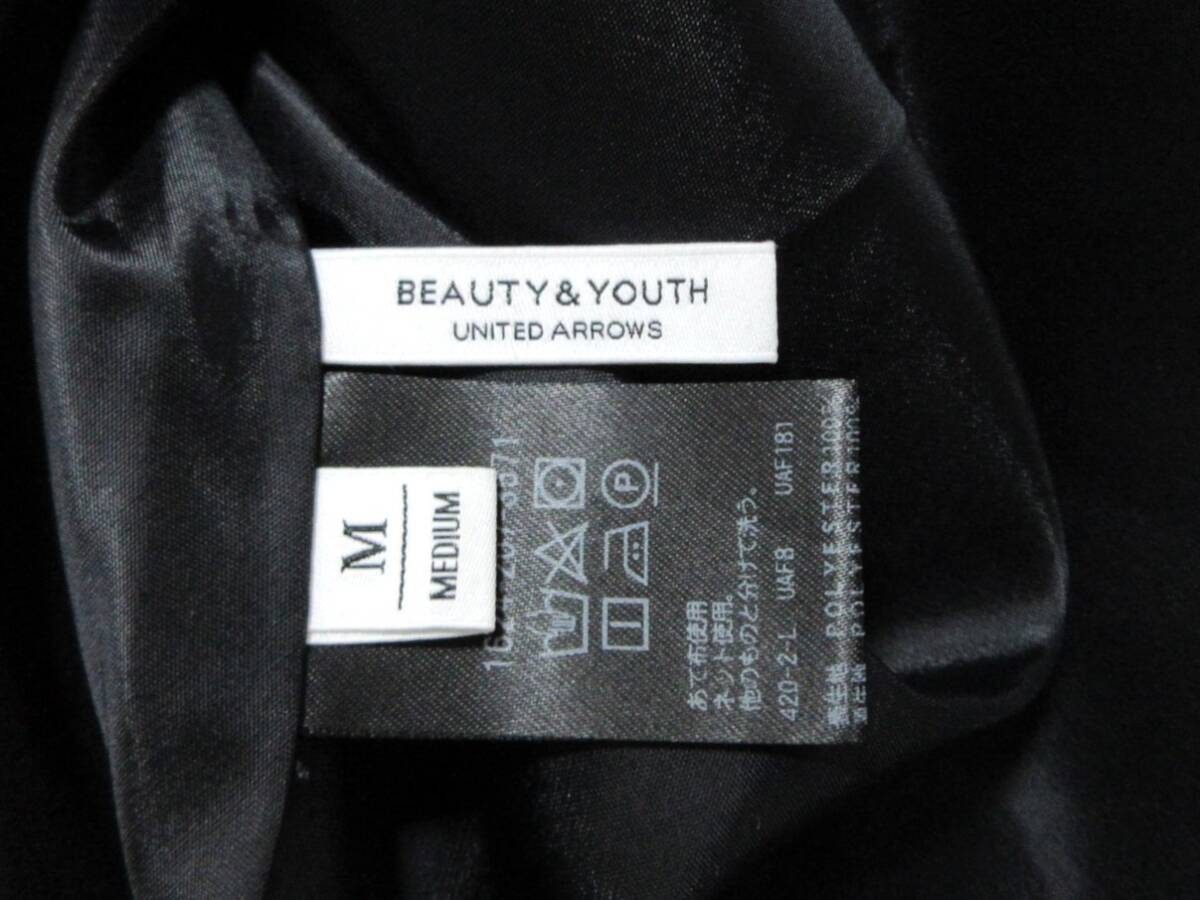 BEAUTY & YOUTH
UNITED ARROWS
M
MEDIUM
P
あて布使用
ネット使用。
他のものと分けて洗う。
420-2-L UAF8 UAF181
POLYESTER100%
POLYESTER100%